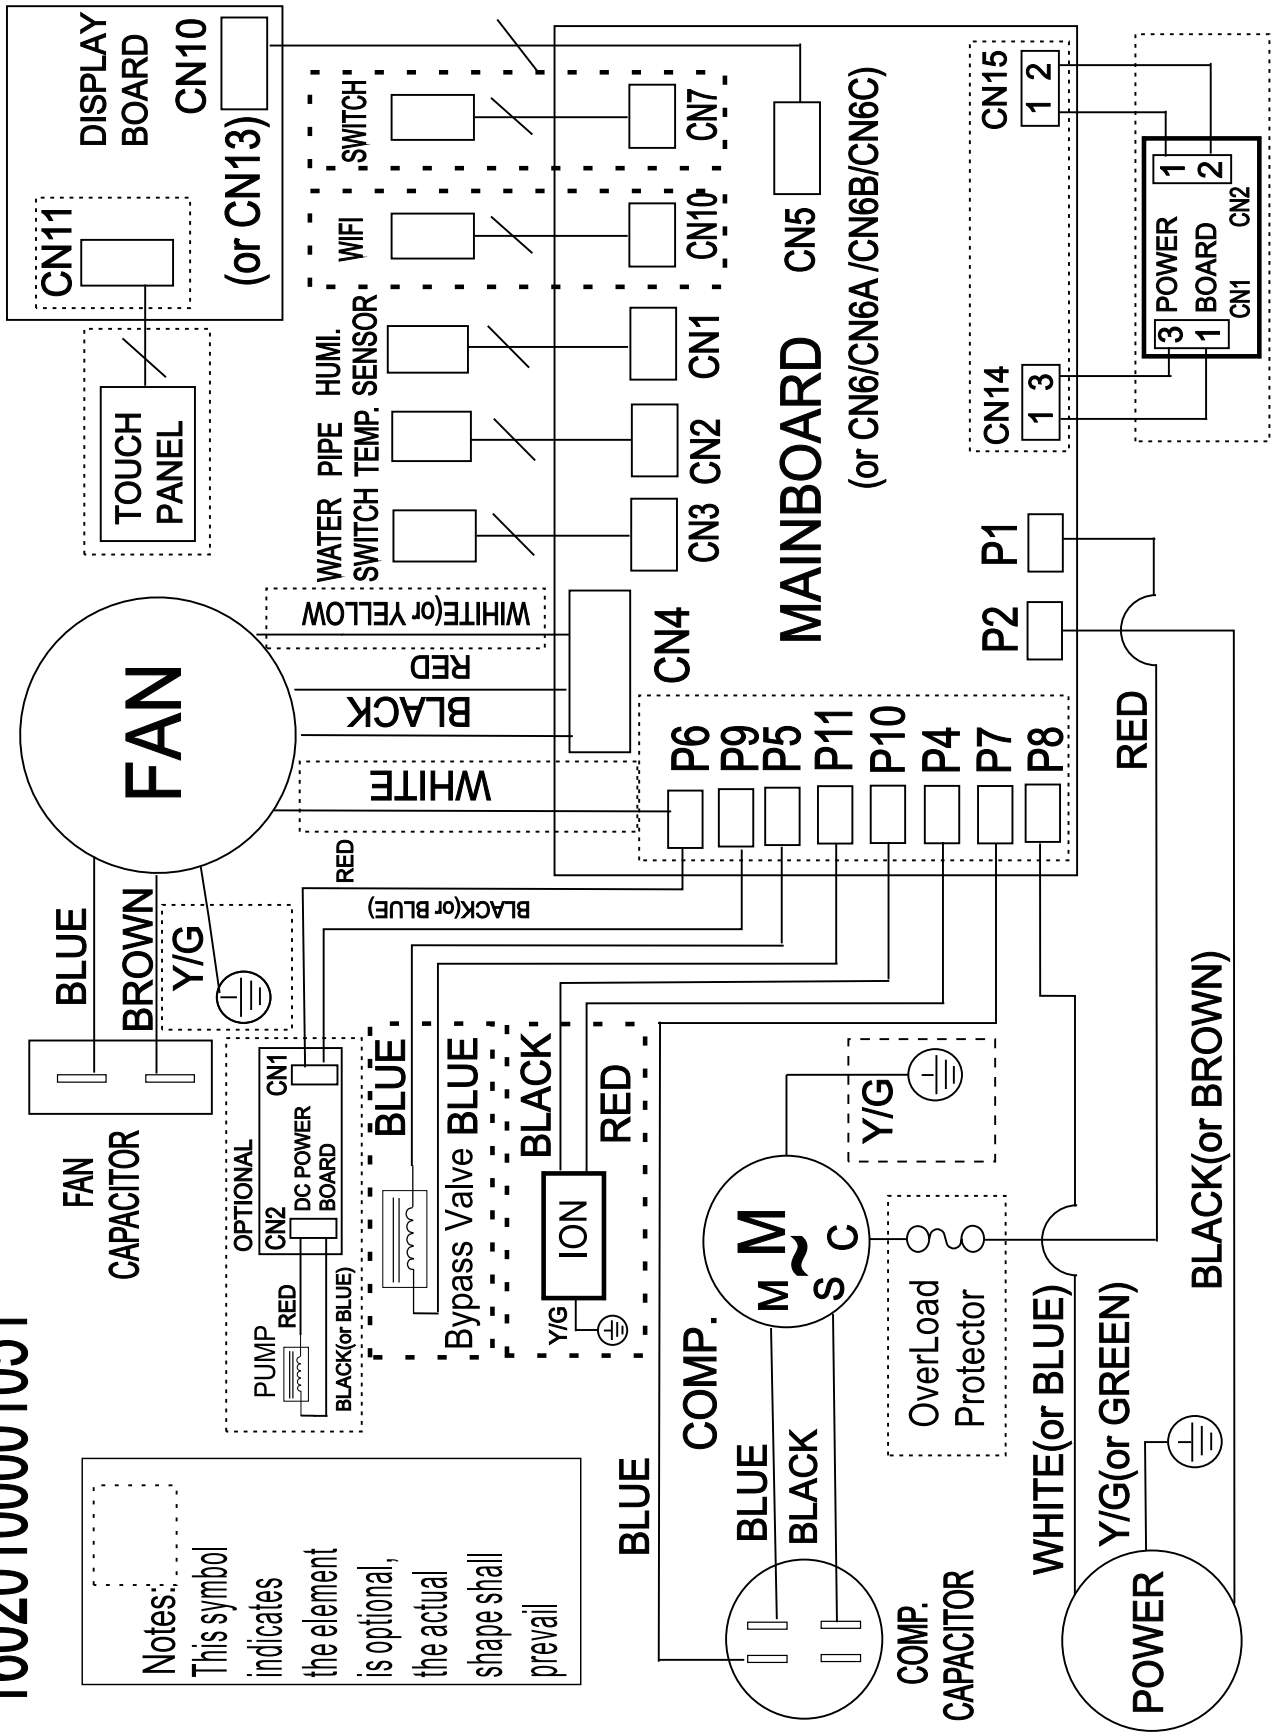 Notes:
This symbol
indicates
the element
is optional,
the actual
shape shall
prevail
FAN
CAPACITOR
BLUE
BROWN
Y/G
FAN
WHITE
BLACK
RED
WIHITE(or YELLOW
TOUCH
PANEL
CN11
DISPLAY
BOARD
CN10
(or CN13)
OPTIONAL
CN2
CN1
DC POWER
BOARD
PUMP
RED
BLACK(or BLUE)
RED
BLACK(or BLUE)
WATER
SWITCH
PIPE
TEMP.
HUMI.
SENSOR
WIFI
SWITCH
BLUE
Bypass Valve BLUE
BLACK
ION
RED
Y/G
CN4
CN3
CN2
CN1
CN10
CN7
P6
P9
P5
P11
P10
P4
P7
P8
MAINBOARD
CN5
(or CN6/CN6A /CN6B/CN6C)
BLUE
COMP.
BLUE
BLACK
M
~
M
S
C
Y/G
COMP.
CAPACITOR
OverLoad
Protector
P2
P1
CN14
1 3
CN15
1 2
WHITE(or BLUE)
Y/G(or GREEN)
POWER
RED
BLACK(or BROWN)
3
1
POWER
BOARD
CN1
CN2
1
2